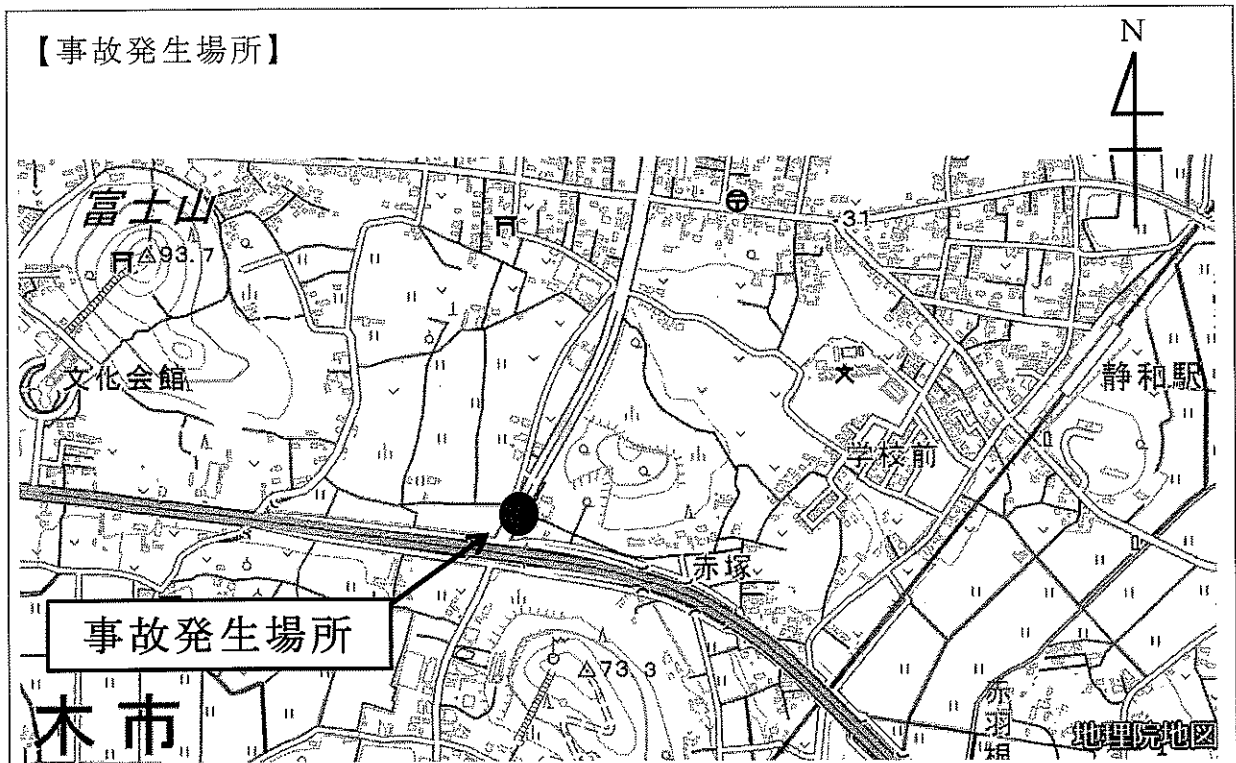 【事故発生場所】
N
富士山
93.7
31
文化会館
静和駅
学校前
赤塚
事故発生場所
73.3
木市
赤羽根
地理院地図